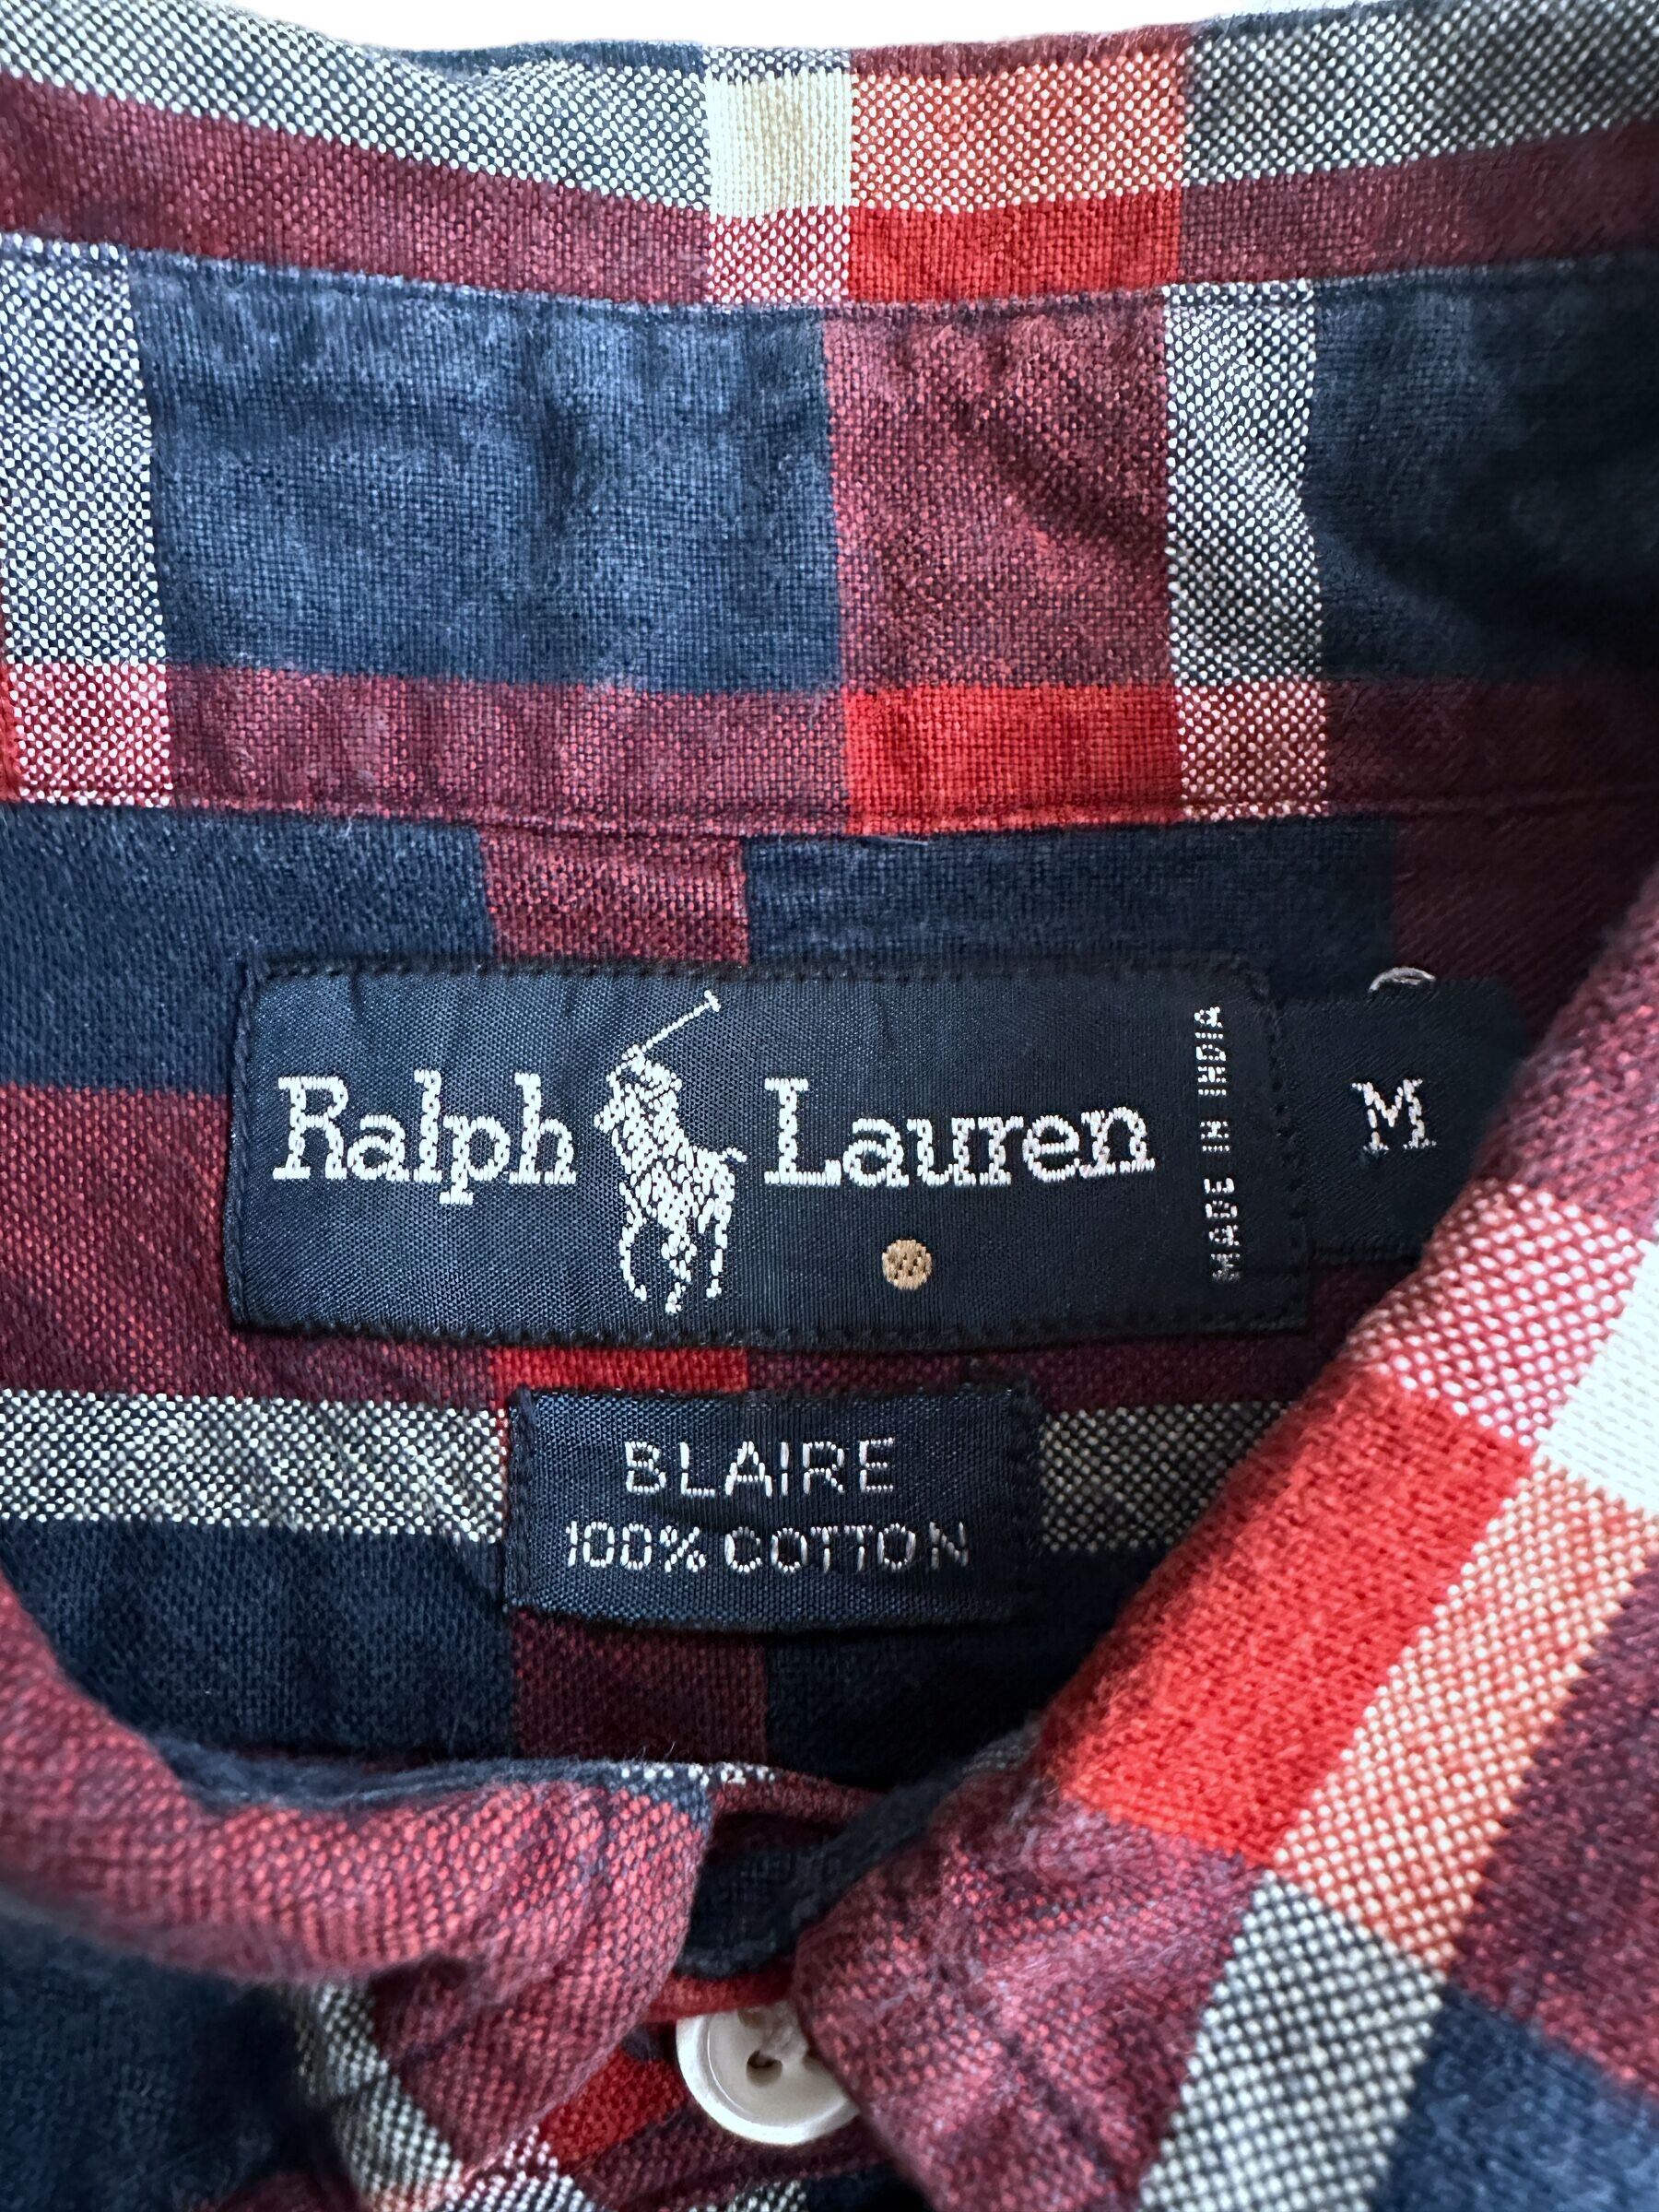 Ralph Lauren
MADE IN INDIA
M
BLAIRE
100% COTTON